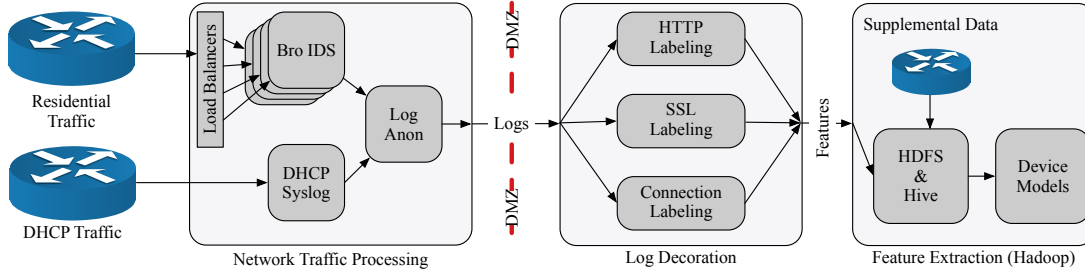 Residential
Traffic
DHCP Traffic
Load Balancers
Bro IDS
DHCP
Syslog
Log
Anon
Network Traffic Processing
DMZ
Logs
DMZ
HTTP
Labeling
SSL
Labeling
Connection
Labeling
Log Decoration
Features
Supplemental Data
HDFS
&
Hive
Device
Models
Feature Extraction (Hadoop)